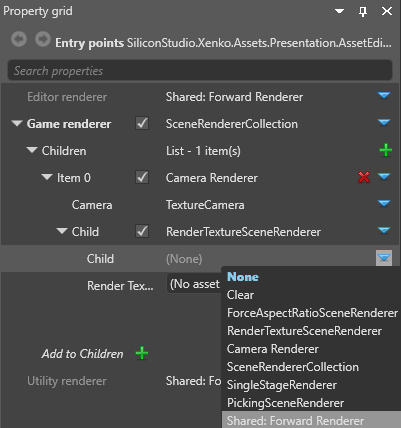 Property grid
Entry points SiliconStudio.Xenko.Assets.Presentation.AssetEdi...
Search properties
Editor renderer Shared: Forward Renderer
Game renderer SceneRendererCollection
Children List - 1 item(s)
Item 0 Camera Renderer
Camera TextureCamera
Child RenderTextureSceneRenderer
Child (None)
Render Tex... (No asset
None
Clear
ForceAspectRatioSceneRenderer
RenderTextureSceneRenderer
Camera Renderer
SceneRendererCollection
SingleStageRenderer
PickingSceneRenderer
Shared: Forward Renderer
Add to Children
Utility renderer Shared: Fo